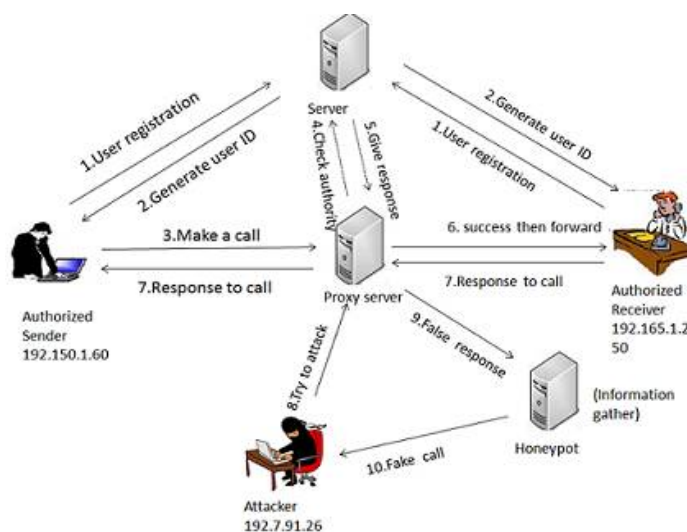 Server
1.User registration
2.Generate user ID
2.Generate user ID
1.User registration
4.Check authority
5.Give response
3.Make a call
7.Response to call
6. success then forward
7.Response to call
Proxy server
Authorized
Sender
192.150.1.60
Authorized
Receiver
192.165.1.2
50
8.Try to attack
9.False response
(Information
gather)
Honeypot
10.Fake call
Attacker
192.7.91.26